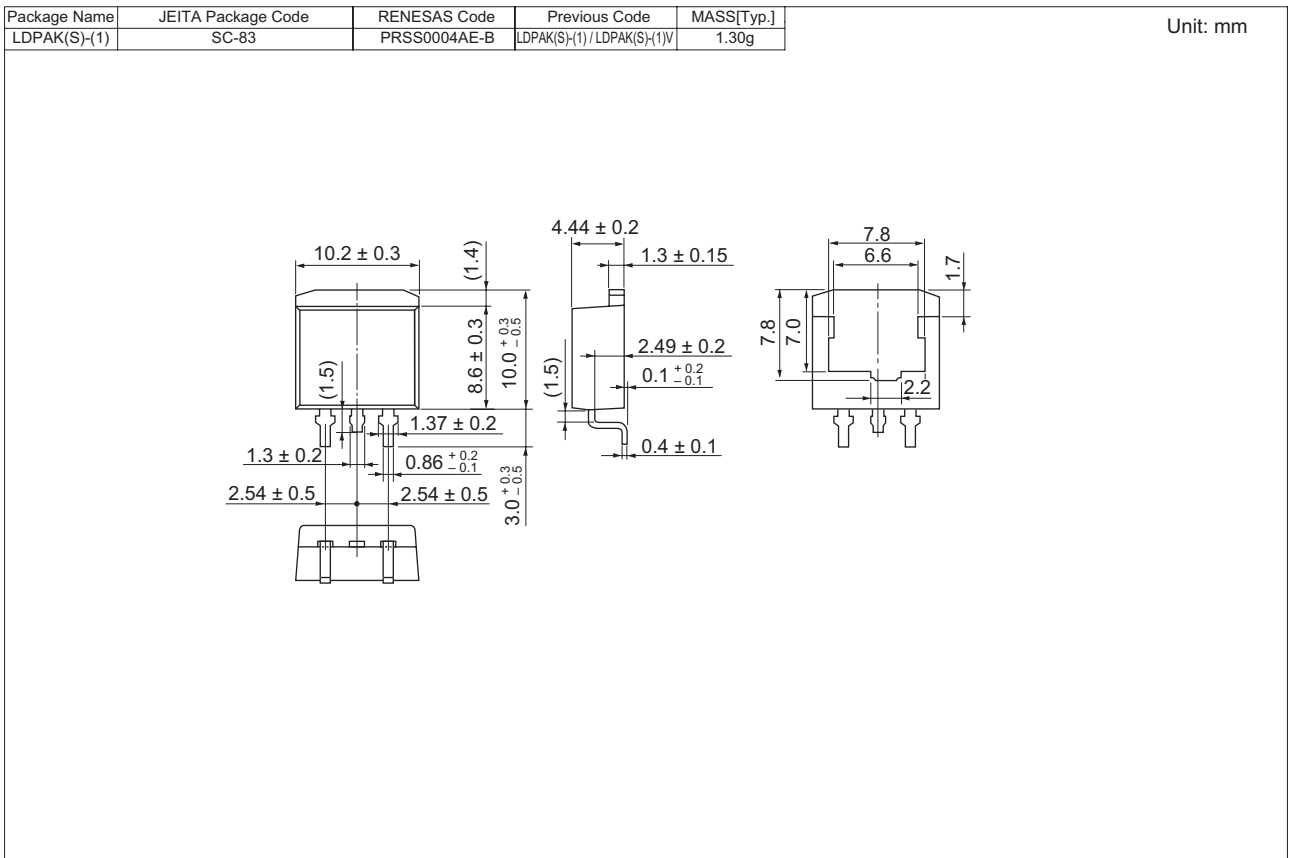 Package Name JEITA Package Code RENESAS Code Previous Code MASS[Typ.]
LDPAK(S)-(1) SC-83 PRSS0004AE-B LDPAK(S)-(1) / LDPAK(S)-(1)V 1.30g
Unit: mm
10.2 ± 0.3
(1.4)
8.6 ± 0.3
10.0 + 0.3 – 0.5
(1.5)
1.37 ± 0.2
1.3 ± 0.2
0.86 + 0.2 – 0.1
2.54 ± 0.5
2.54 ± 0.5
3.0 + 0.3 – 0.5
4.44 ± 0.2
1.3 ± 0.15
2.49 ± 0.2
(1.5)
0.1 + 0.2 – 0.1
0.4 ± 0.1
7.8
6.6
1.7
7.8
7.0
2.2